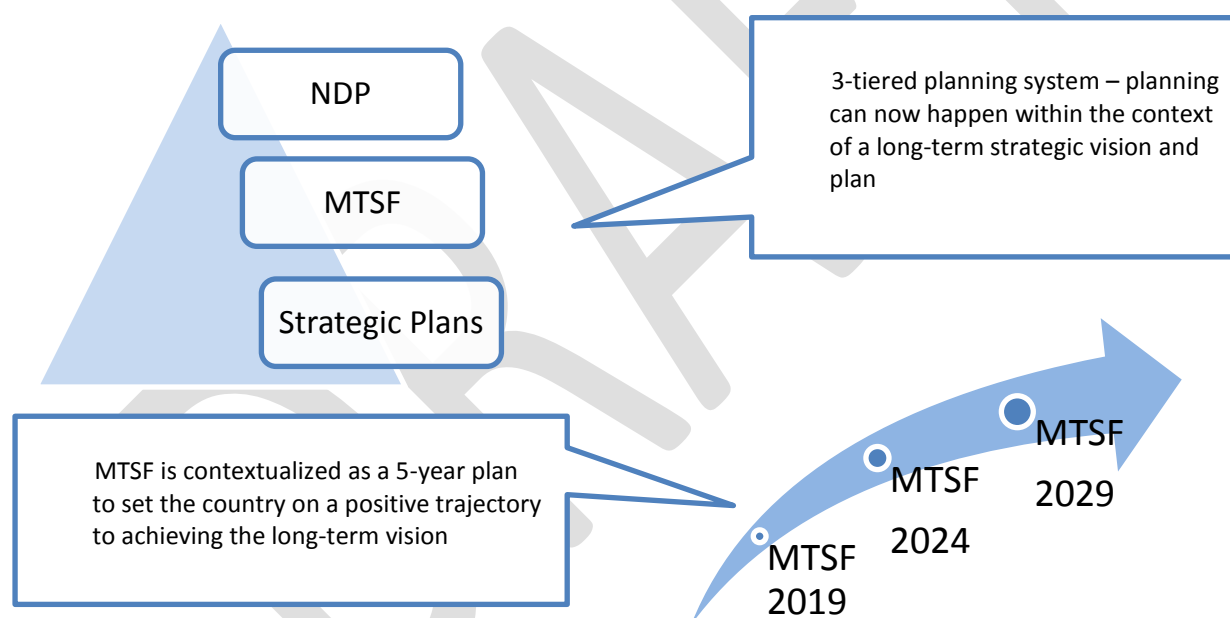 NDP
MTSF
Strategic Plans
3-tiered planning system – planning
can now happen within the context
of a long-term strategic vision and
plan
MTSF is contextualized as a 5-year plan
to set the country on a positive trajectory
to achieving the long-term vision
MTSF
2019
MTSF
2024
MTSF
2029